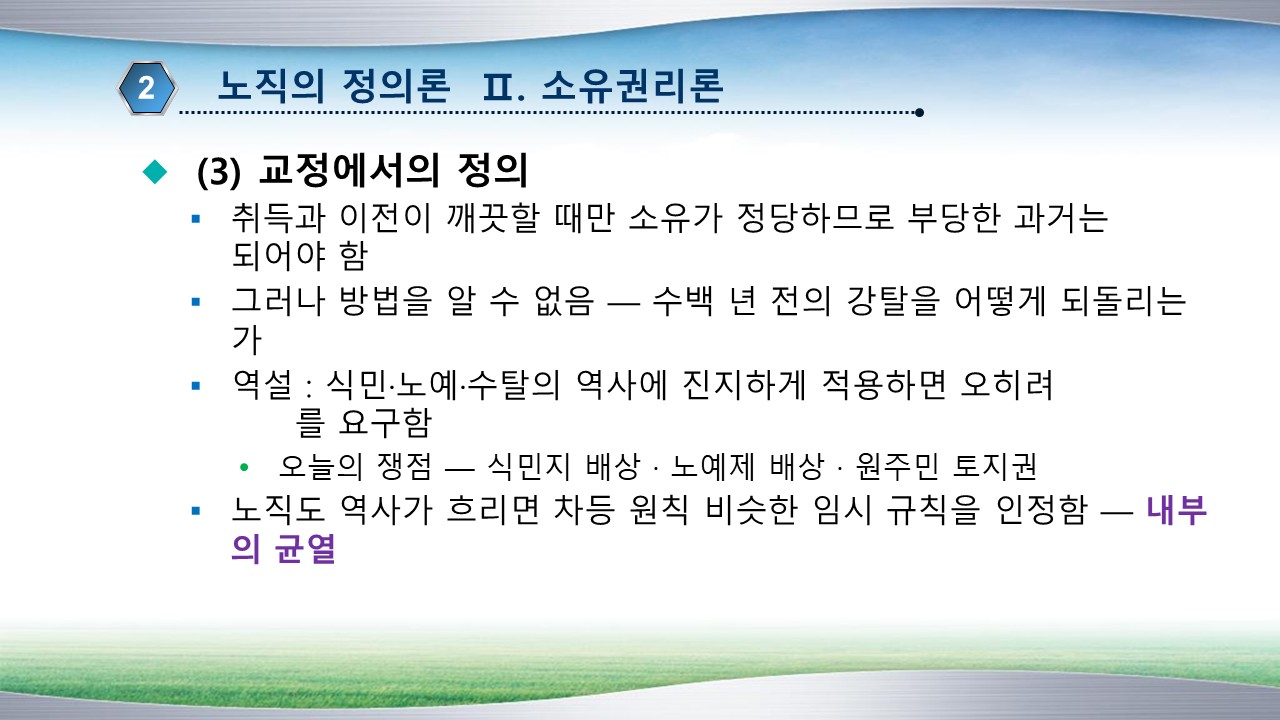 2
노직의 정의론 Ⅱ. 소유권리론
(3) 교정에서의 정의
취득과 이전이 깨끗할 때만 소유가 정당하므로 부당한 과거는
되어야 함
그러나 방법을 알 수 없음 — 수백 년 전의 강탈을 어떻게 되돌리는
가
역설 : 식민·노예·수탈의 역사에 진지하게 적용하면 오히려
를 요구함
오늘의 쟁점 — 식민지 배상 · 노예제 배상 · 원주민 토지권
노직도 역사가 흐리면 차등 원칙 비슷한 임시 규칙을 인정함 — 내부
의 균열